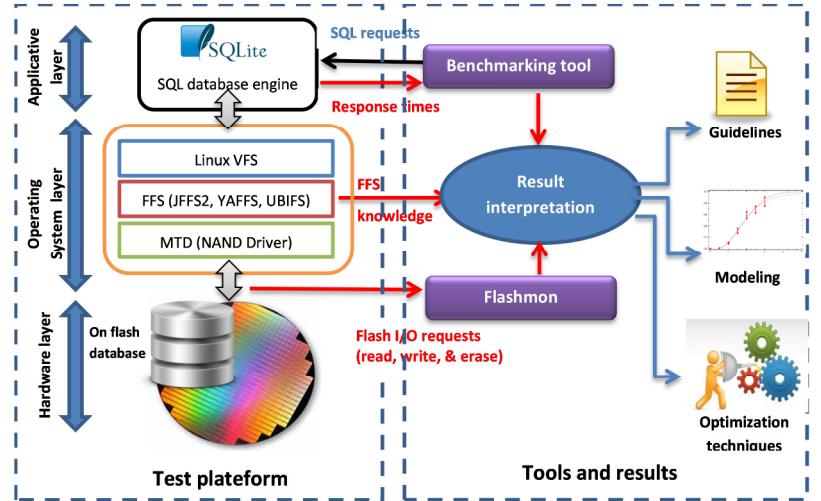 Applicative
layer
SQLite
SQL database engine
SQL requests
Response times
Benchmarking tool
Guidelines
Operating
System layer
Linux VFS
FFS (JFFS2, YAFFS, UBIFS)
MTD (NAND Driver)
FFS
knowledge
Result
interpretation
Modeling
Flashmon
Flash I/O requests
(read, write, & erase)
Hardware layer
On flash
database
Optimization
techniques
Test plateform
Tools and results